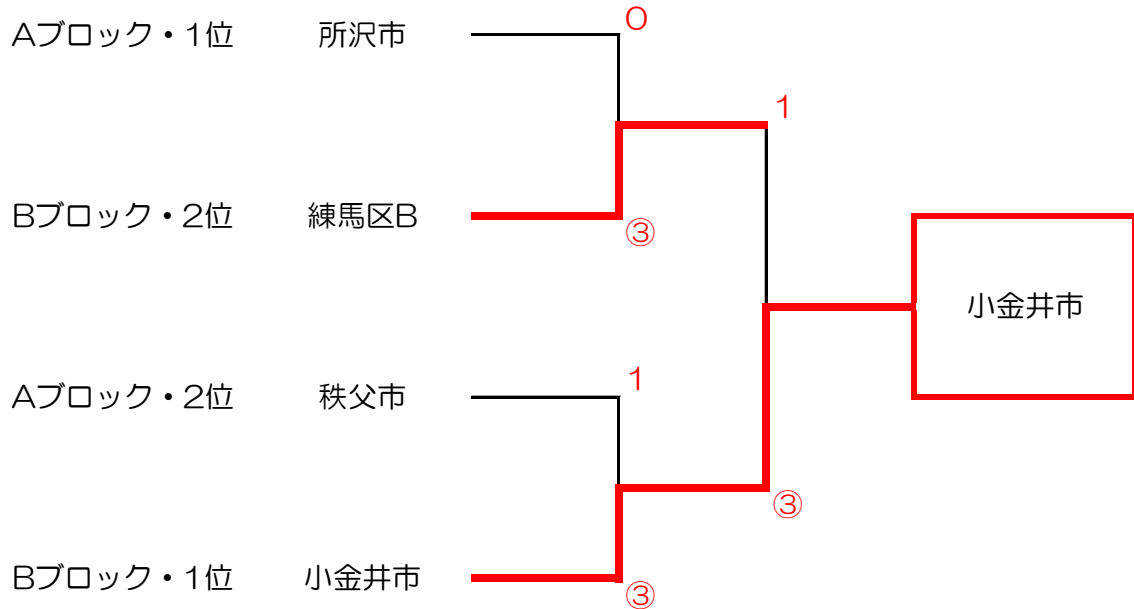 Aブロック・1位 所沢市 0
1
Bブロック・2位 練馬区B ③
小金井市
Aブロック・2位 秩父市 1
③
Bブロック・1位 小金井市 ③